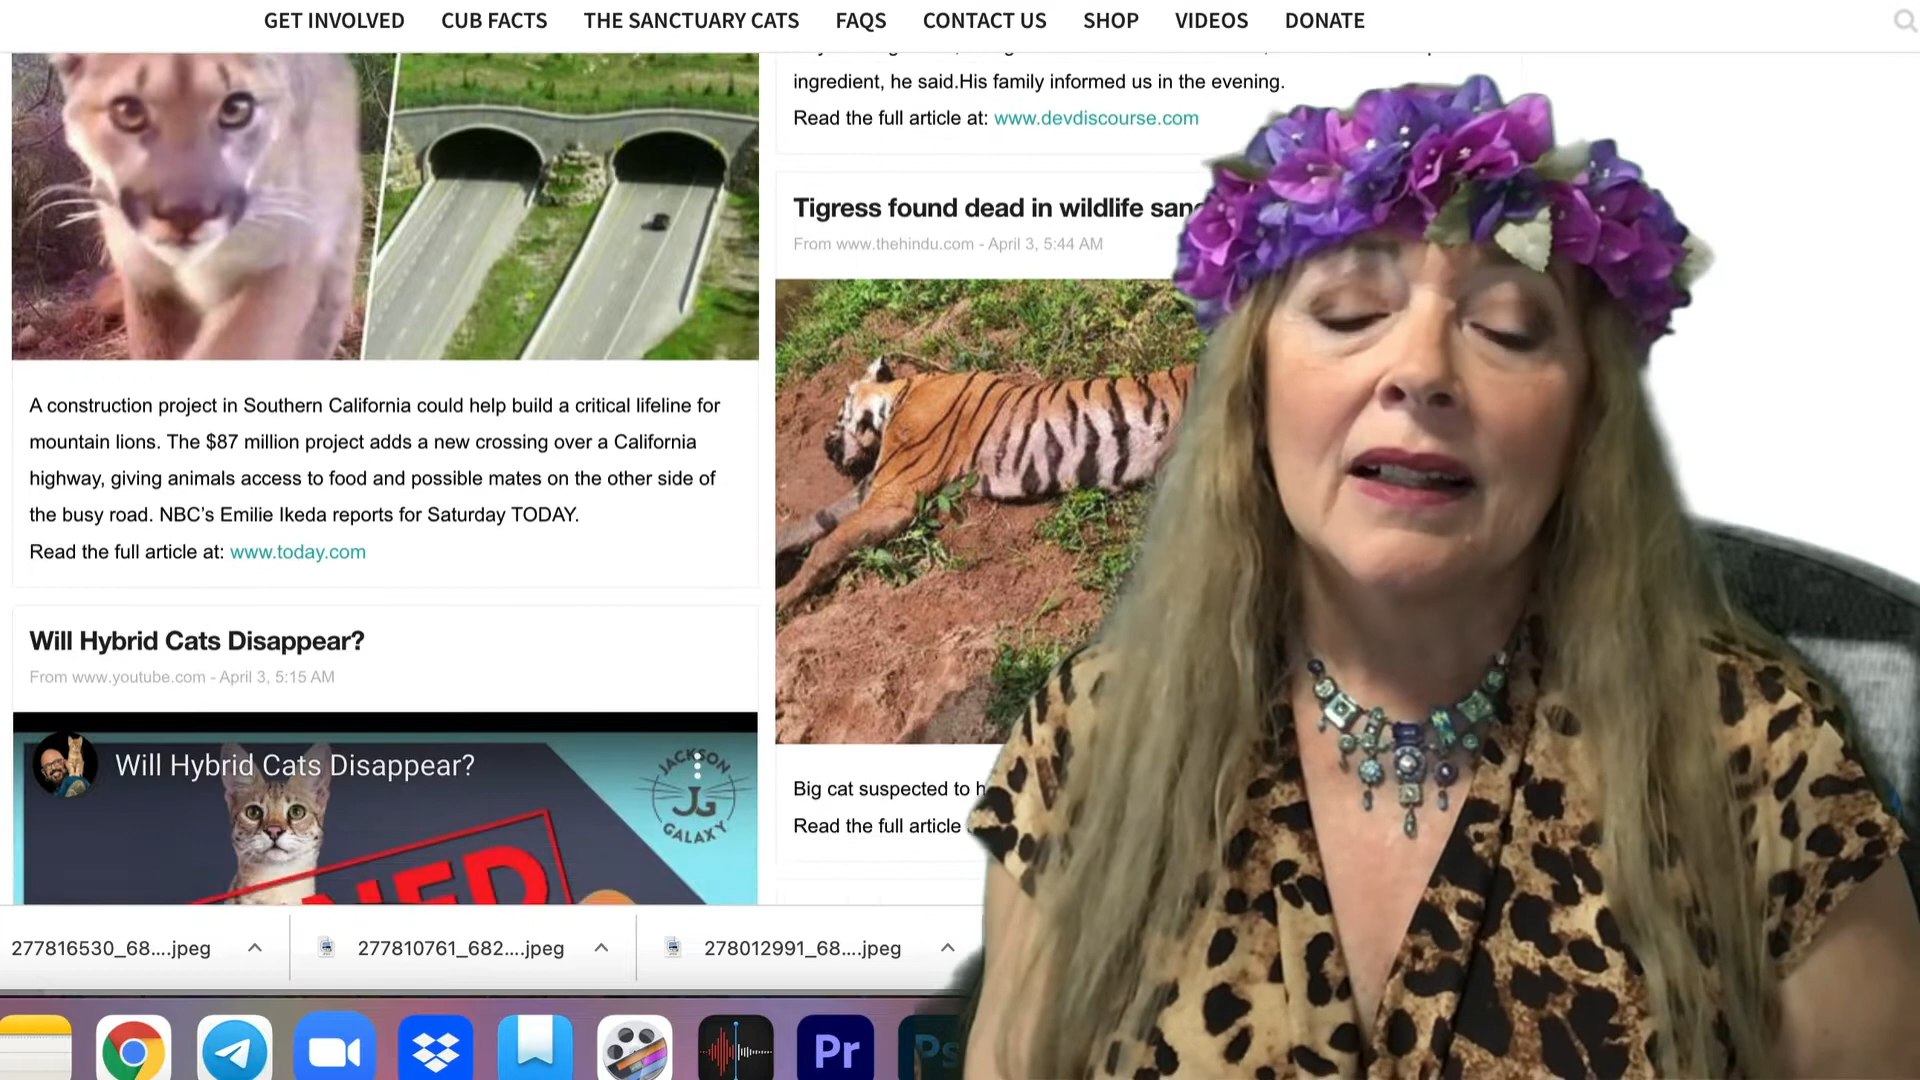 GET INVOLVED CUB FACTS THE SANCTUARY CATS FAQS CONTACT US SHOP VIDEOS DONATE
A construction project in Southern California could help build a critical lifeline for
mountain lions. The $87 million project adds a new crossing over a California
highway, giving animals access to food and possible mates on the other side of
the busy road. NBC’s Emilie Ikeda reports for Saturday TODAY.
Read the full article at: www.today.com
Will Hybrid Cats Disappear?
From www.youtube.com - April 3, 5:15 AM
Will Hybrid Cats Disappear?
JACKSON
JG
GALAXY
ingredient, he said.His family informed us in the evening.
Read the full article at: www.devdiscourse.com
Tigress found dead in wildlife
From www.thehindu.com - April 3, 5:44 AM
Big cat suspected to
Read the full article
277816530_68....jpeg
277810761_682....jpeg
278012991_68....jpeg
Pr
Ps